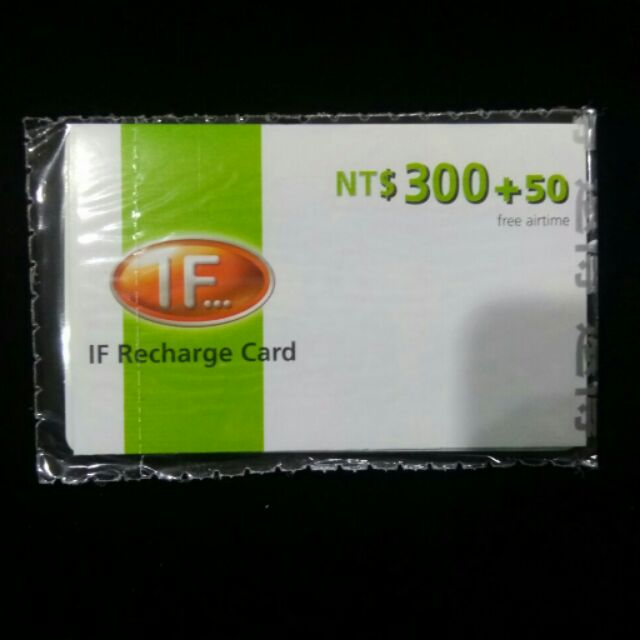 NT$ 300+50
free airtime
IF...
IF Recharge Card